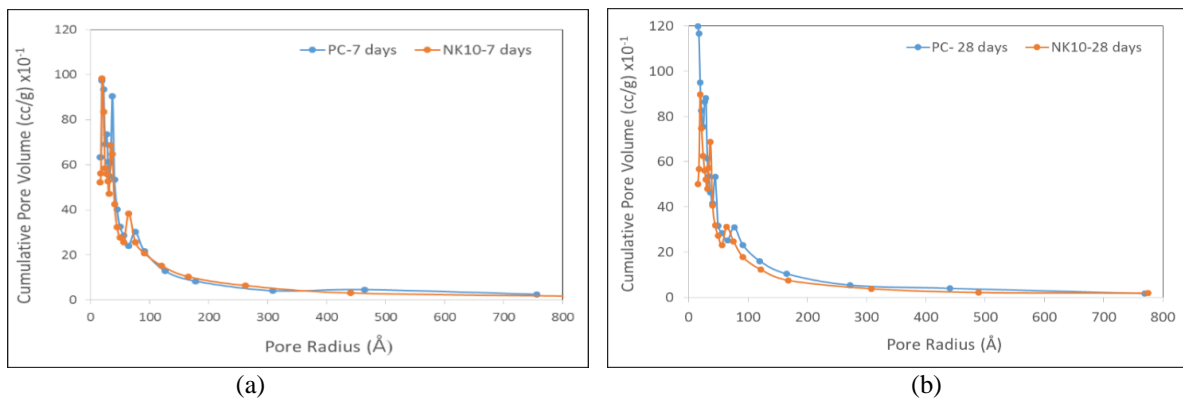 120
100
80
60
40
20
0
Cumulative Pore Volume (cc/g) x10⁻¹
PC-7 days NK10-7 days
0 100 200 300 400 500 600 700 800
Pore Radius (Å)
(a)
120
100
80
60
40
20
0
Cumulative Pore Volume (cc/g) x10⁻¹
PC- 28 days NK10-28 days
0 100 200 300 400 500 600 700 800
Pore Radius (Å)
(b)